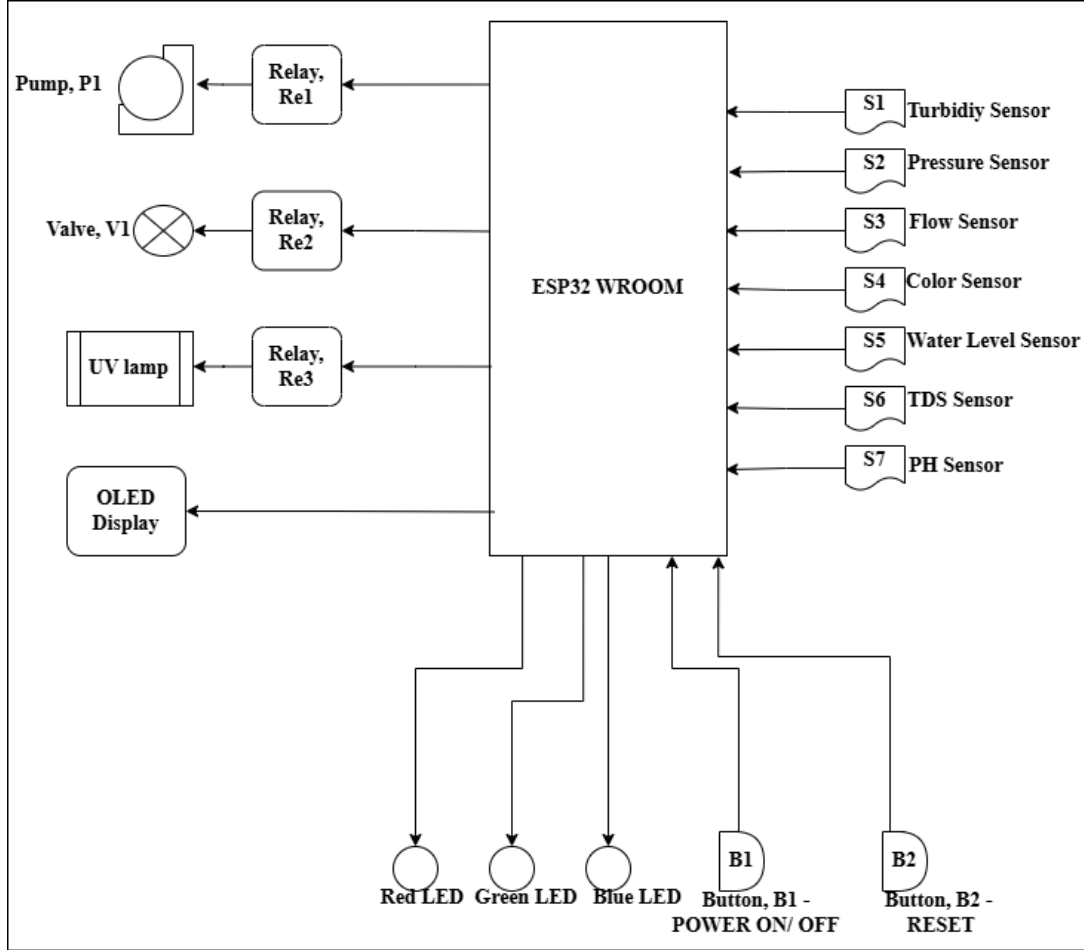 Pump, P1
Relay,
Re1
Valve, V1
Relay,
Re2
UV lamp
Relay,
Re3
OLED
Display
ESP32 WROOM
S1
Turbidiy Sensor
S2
Pressure Sensor
S3
Flow Sensor
S4
Color Sensor
S5
Water Level Sensor
S6
TDS Sensor
S7
PH Sensor
Red LED
Green LED
Blue LED
B1
Button, B1 -
POWER ON/ OFF
B2
Button, B2 -
RESET